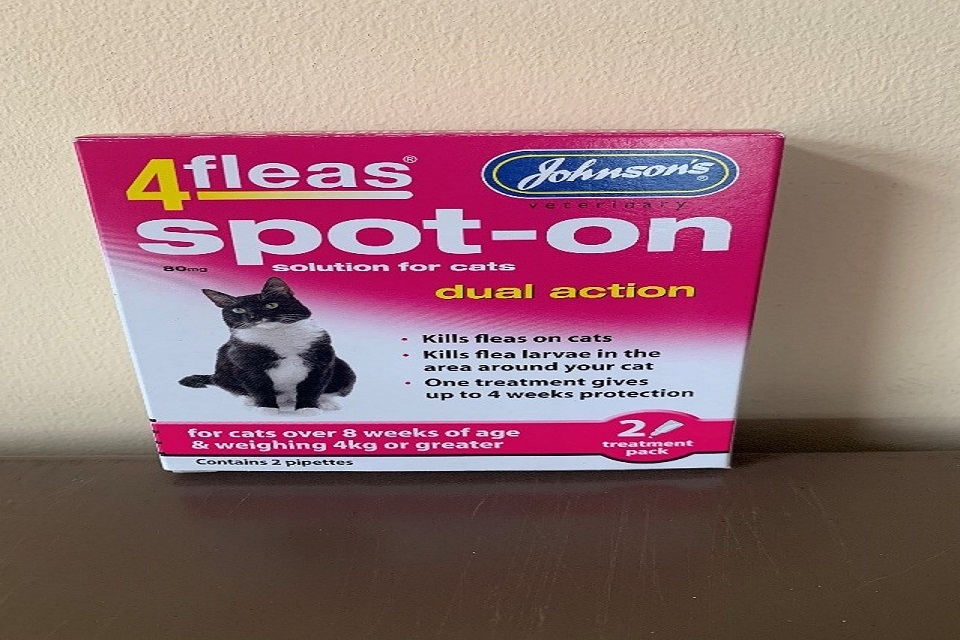 4fleas®
Johnson's®
veterinary
spot-on
80mg
solution for cats
dual action
• Kills fleas on cats
• Kills flea larvae in the
area around your cat
• One treatment gives
up to 4 weeks protection
for cats over 8 weeks of age
& weighing 4kg or greater
2
treatment
pack
Contains 2 pipettes